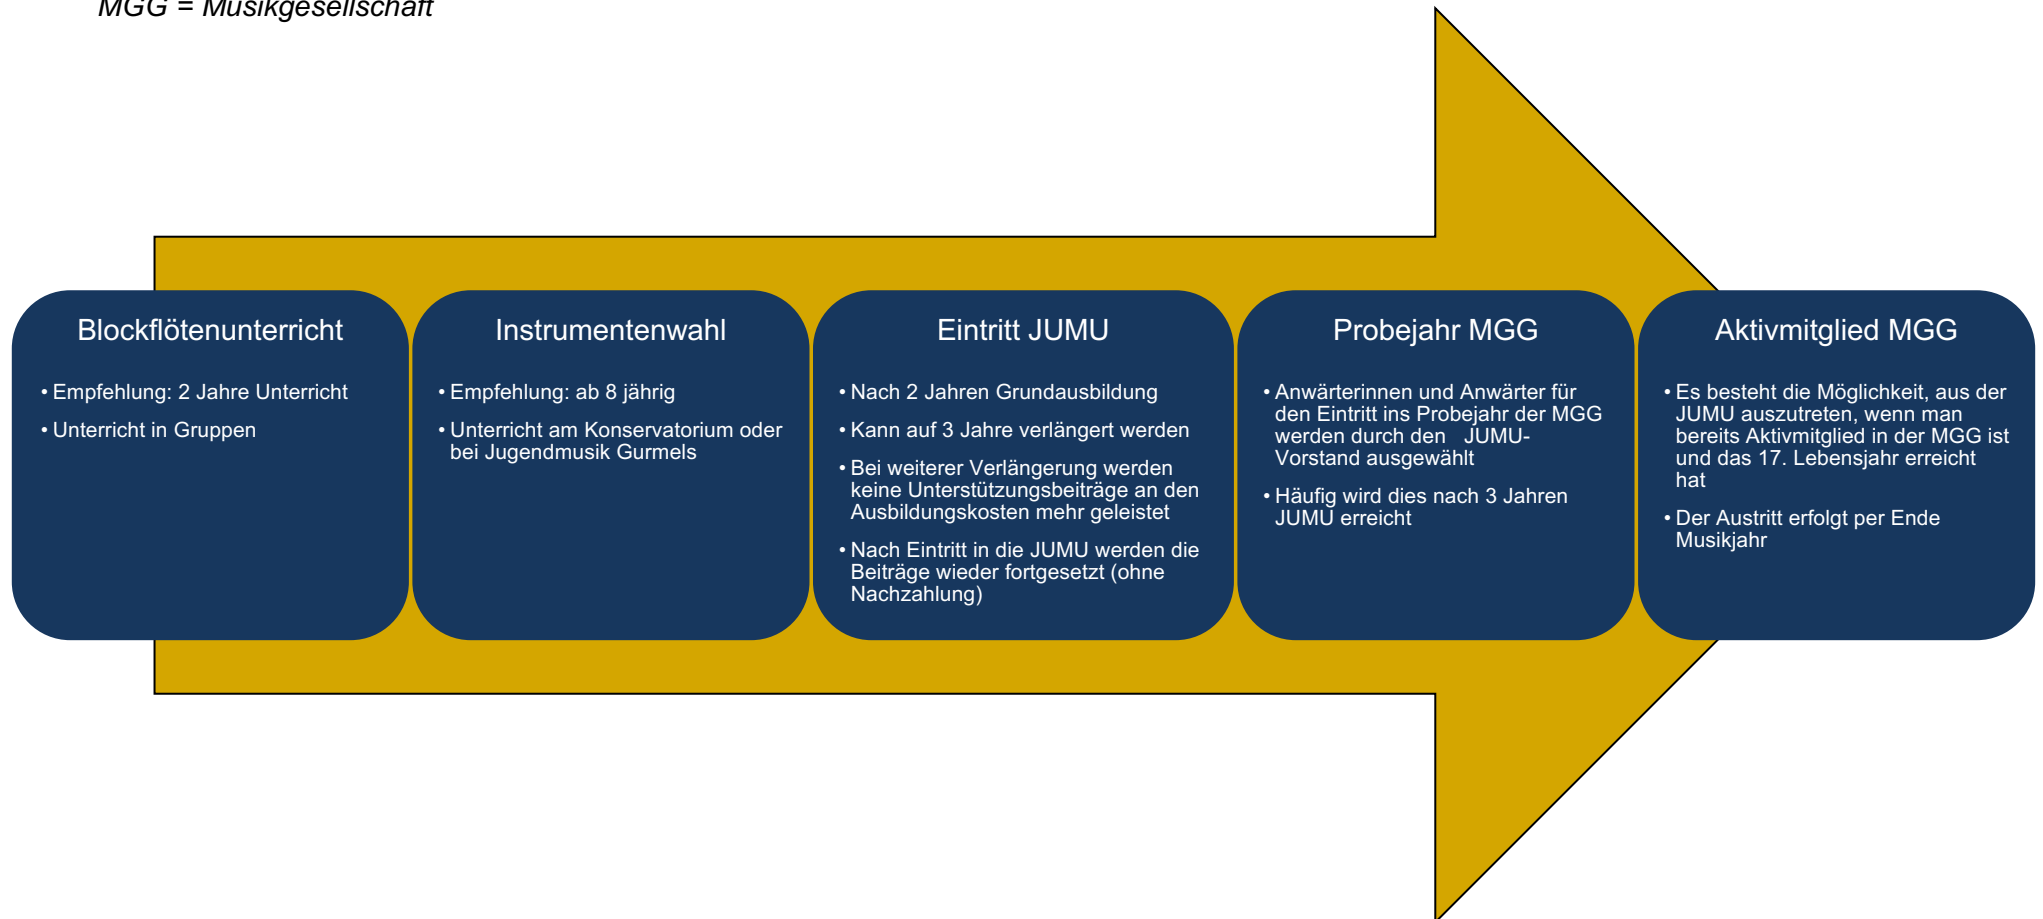 MGG = Musikgesellschaft
Blockflötenunterricht
• Empfehlung: 2 Jahre Unterricht
• Unterricht in Gruppen
Instrumentenwahl
• Empfehlung: ab 8 jährig
• Unterricht am Konservatorium oder
bei Jugendmusik Gurmels
Eintritt JUMU
• Nach 2 Jahren Grundausbildung
• Kann auf 3 Jahre verlängert werden
• Bei weiterer Verlängerung werden
keine Unterstützungsbeiträge an den
Ausbildungskosten mehr geleistet
• Nach Eintritt in die JUMU werden die
Beiträge wieder fortgesetzt (ohne
Nachzahlung)
Probejahr MGG
• Anwärterinnen und Anwärter für
den Eintritt ins Probejahr der MGG
werden durch den JUMU-
Vorstand ausgewählt
• Häufig wird dies nach 3 Jahren
JUMU erreicht
Aktivmitglied MGG
• Es besteht die Möglichkeit, aus der
JUMU auszutreten, wenn man
bereits Aktivmitglied in der MGG ist
und das 17. Lebensjahr erreicht
hat
• Der Austritt erfolgt per Ende
Musikjahr